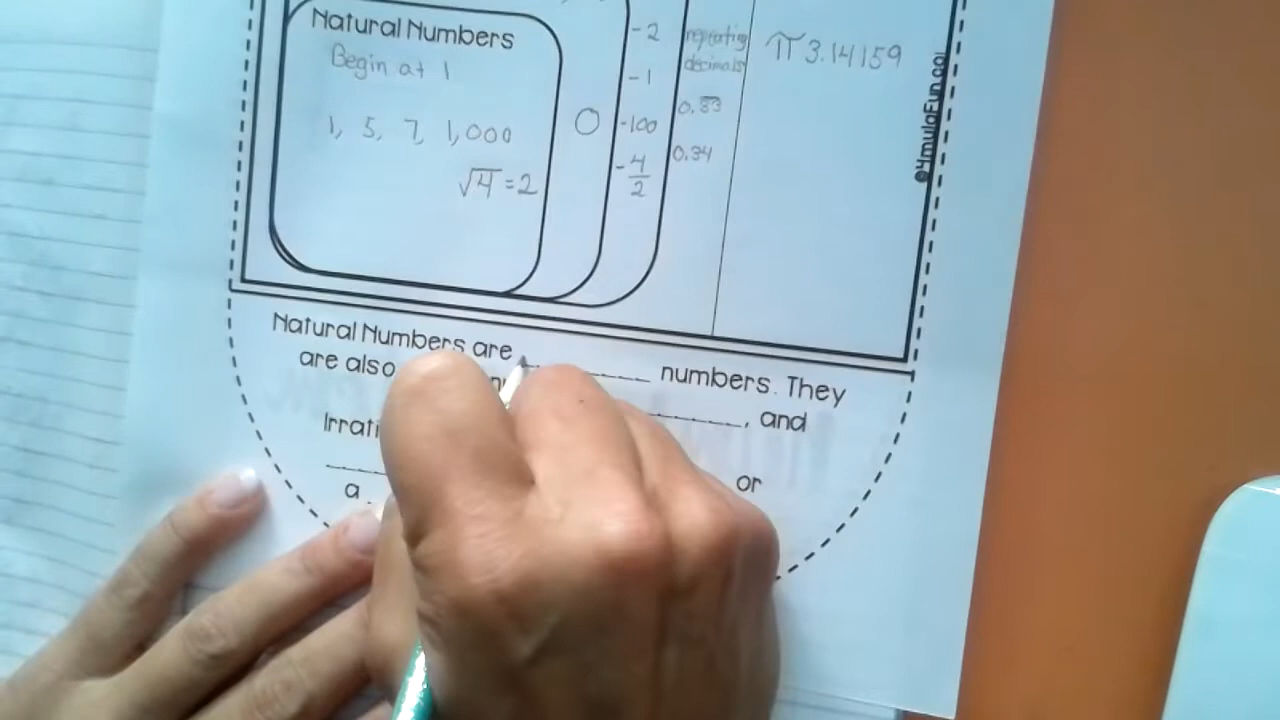 Natural Numbers
Begin at 1
1, 5, 7, 1,000
√4 = 2
0
-2
-1
-100
-4/2
repeating
decimals
0.33
0.34
π 3.14159
@4mulaFun.com
Natural Numbers are numbers. They
are also
, and
Irrati
or
a